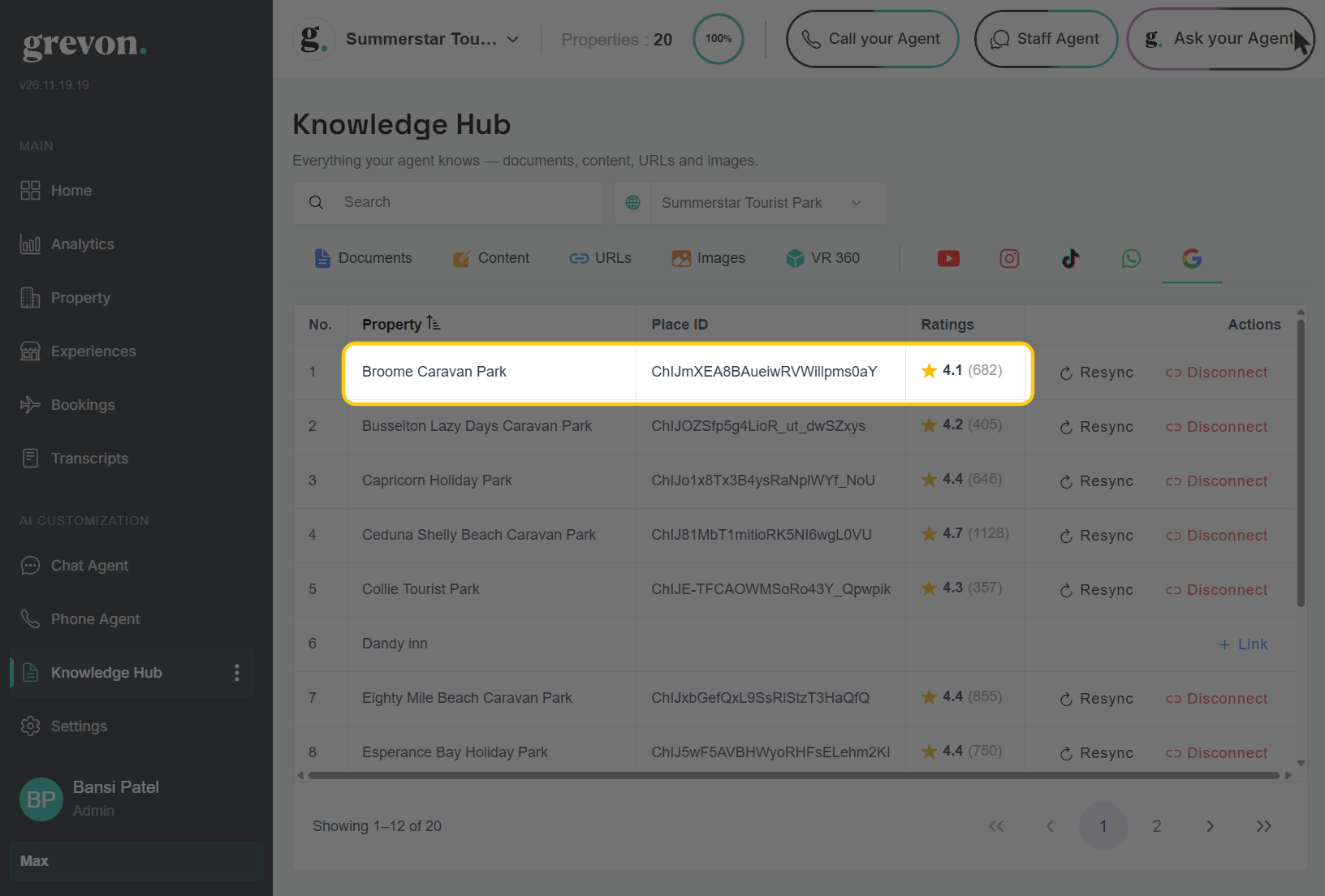 grevon.
v26.11.19.19
MAIN
Home
Analytics
Property
Experiences
Bookings
Transcripts
AI CUSTOMIZATION
Chat Agent
Phone Agent
Knowledge Hub
Settings
BP
Bansi Patel
Admin
Max
g. Summerstar Tou... Properties : 20 100% Call your Agent Staff Agent g. Ask your Agent
Knowledge Hub
Everything your agent knows — documents, content, URLs and images.
Search Summerstar Tourist Park
Documents Content URLs Images VR 360
No. Property Place ID Ratings Actions
1 Broome Caravan Park ChIJmXEA8BAueiwRVWillpms0aY 4.1 (682) Resync Disconnect
2 Busselton Lazy Days Caravan Park ChIJOZSfp5g4LioR_ut_dwSZxys 4.2 (405) Resync Disconnect
3 Capricorn Holiday Park ChIJo1x8Tx3B4ysRaNplWYf_NoU 4.4 (646) Resync Disconnect
4 Ceduna Shelly Beach Caravan Park ChIJ81MbT1mitioRK5NI6wgL0VU 4.7 (1128) Resync Disconnect
5 Collie Tourist Park ChIJE-TFCAOWMSoRo43Y_Qpwpik 4.3 (357) Resync Disconnect
6 Dandy inn + Link
7 Eighty Mile Beach Caravan Park ChIJxbGefQxL9SsRlStzT3HaQfQ 4.4 (855) Resync Disconnect
8 Esperance Bay Holiday Park ChIJ5wF5AVBHWyoRHFsELehm2KI 4.4 (750) Resync Disconnect
Showing 1–12 of 20 1 2